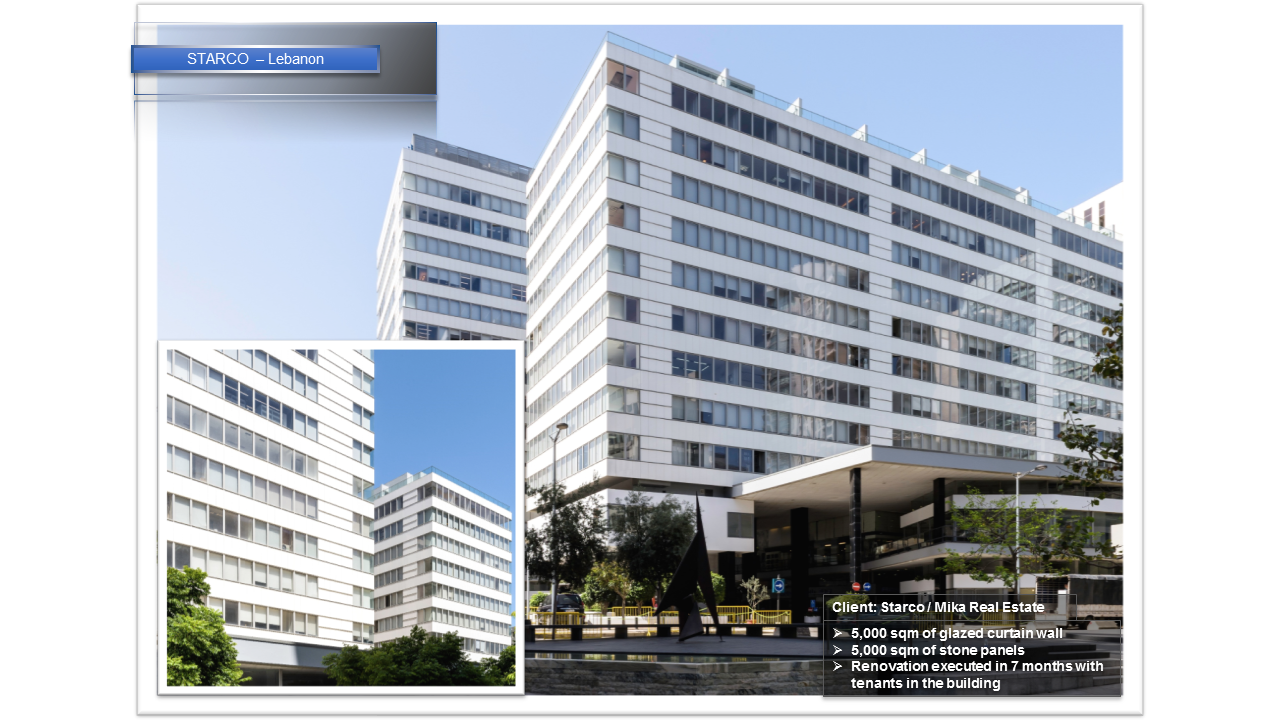 STARCO – Lebanon
Client: Starco / Mika Real Estate
➢ 5,000 sqm of glazed curtain wall
➢ 5,000 sqm of stone panels
➢ Renovation executed in 7 months with
tenants in the building